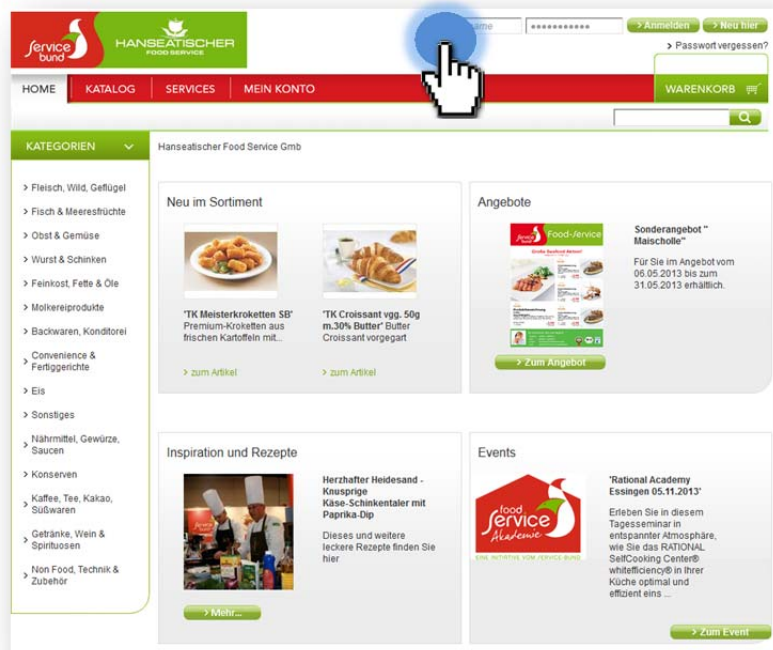 Service
bund
HANSEATISCHER
FOOD SERVICE
name
***********
> Anmelden
> Neu hier
> Passwort vergessen?
HOME
KATALOG
SERVICES
MEIN KONTO
WARENKORB
KATEGORIEN
Hanseatischer Food Service Gmb
> Fleisch, Wild, Geflügel
> Fisch & Meeresfrüchte
> Obst & Gemüse
> Wurst & Schinken
> Feinkost, Fette & Öle
> Molkereiprodukte
> Backwaren, Konditorei
> Convenience &
Fertiggerichte
> Eis
> Sonstiges
> Nährmittel, Gewürze,
Saucen
> Konserven
> Kaffee, Tee, Kakao,
Süßwaren
> Getränke, Wein &
Spirituosen
> Non Food, Technik &
Zubehör
Neu im Sortiment
'TK Meisterkroketten SB'
Premium-Kroketten aus
frischen Kartoffeln mit...
> zum Artikel
'TK Croissant vgg. 50g
m.30% Butter' Butter
Croissant vorgegart
> zum Artikel
Angebote
Food-Service
> Zum Angebot
Sonderangebot "
Maischolle"
Für Sie im Angebot vom
06.05.2013 bis zum
31.05.2013 erhältlich.
Inspiration und Rezepte
> Mehr...
Herzhafter Heidesand -
Knusprige
Käse-Schinkentaler mit
Paprika-Dip
Dieses und weitere
leckere Rezepte finden Sie
hier
Events
food
Service
Akademie
EINE INITIATIVE VOM SERVICE BUND
'Rational Academy
Essingen 05.11.2013'
Erleben Sie in diesem
Tagesseminar in
entspannter Atmosphäre,
wie Sie das RATIONAL
SelfCooking Center®
whitefficiency® in Ihrer
Küche optimal und
effizient eins ...
> Zum Event